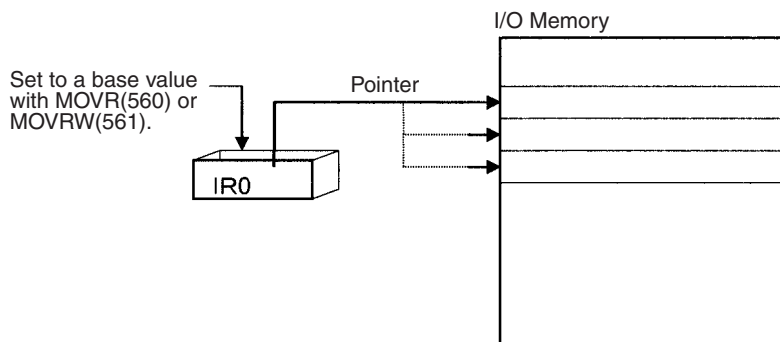 I/O Memory
Set to a base value
with MOVR(560) or
MOVRW(561).
Pointer
IR0